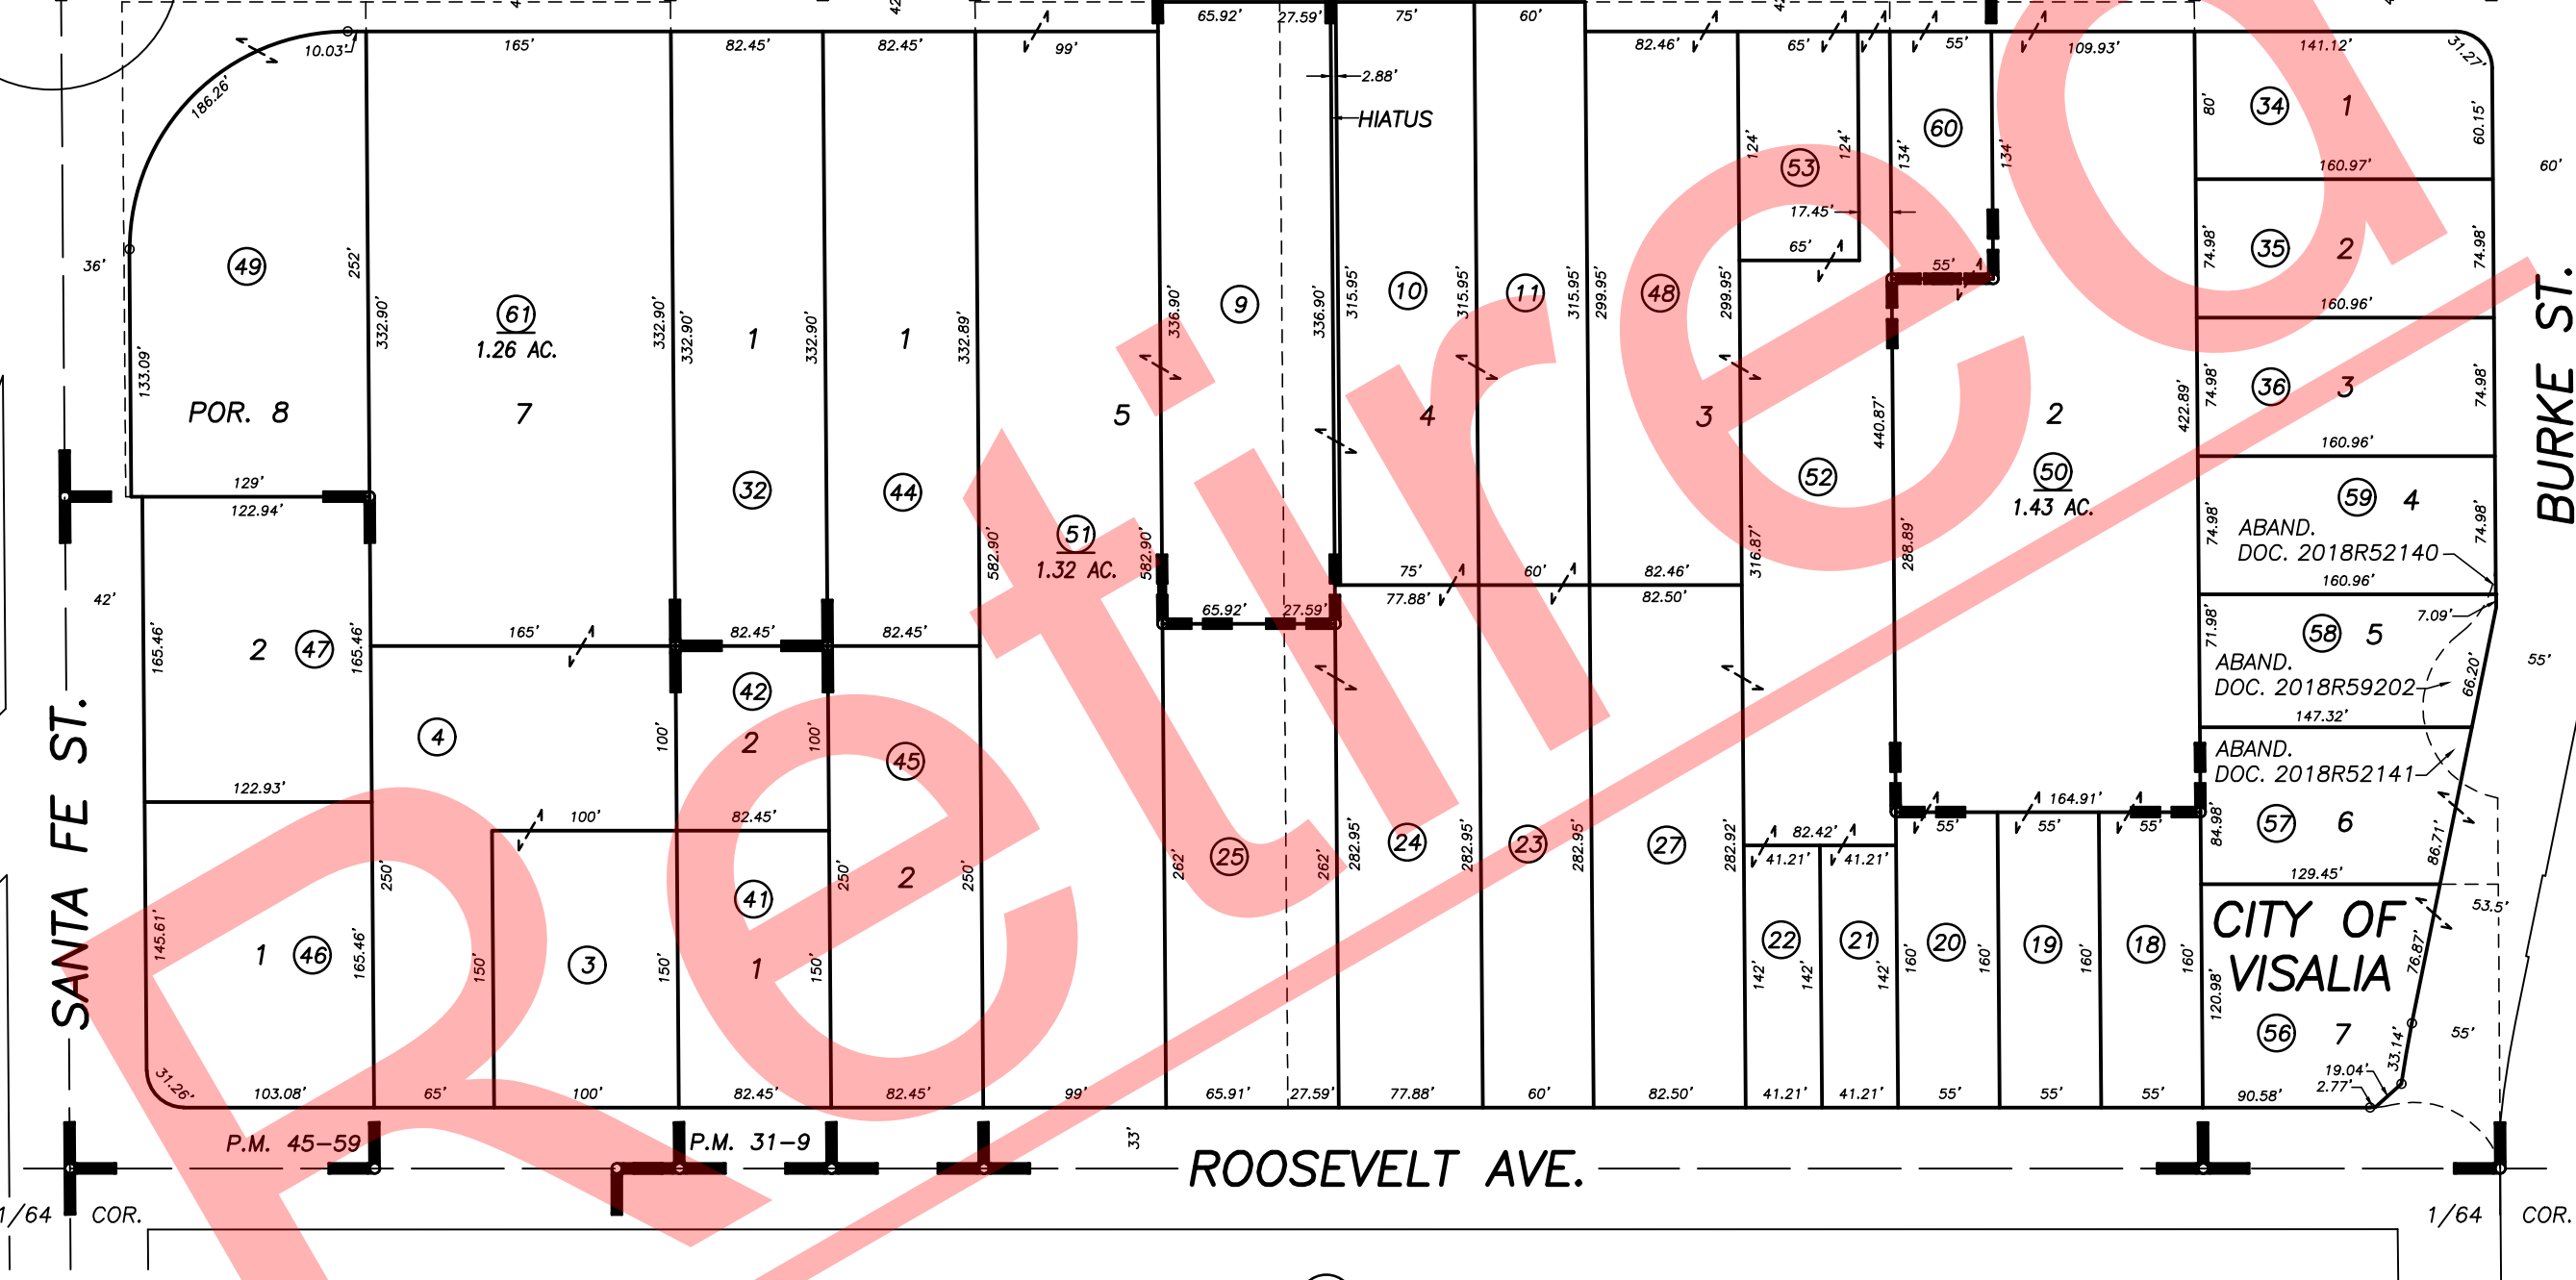 65.92' 27.59' 75' 60'
10.03' 165' 82.45' 82.45' 99' 82.46' 65' 55' 109.93' 141.12' 31.27'
186.26'
2.88'
HIATUS
53 60 34 1
124' 124' 134' 134' 80' 60.15'
17.45'
65' 55'
160.97' 60'
49 36' 252' 133.09'
POR. 8
129'
122.94'
61
1.26 AC.
7
332.90' 332.90' 332.90' 332.90' 332.89'
1 1
32 44
5
51
1.32 AC.
582.90' 582.90'
9
336.90' 336.90'
10 11 48
315.95' 315.95' 315.95' 299.95' 299.95'
4 3
52
316.87'
440.87' 288.89' 422.89'
2
50
1.43 AC.
35 2
74.98' 74.98'
160.96'
36 3
74.98' 74.98'
160.96'
59 4
74.98' 74.98'
ABAND.
DOC. 2018R52140
160.96'
7.09'
58 5
71.98' 66.20'
ABAND.
DOC. 2018R59202
147.32' 55'
ABAND.
DOC. 2018R52141
57 6
84.98' 86.71'
129.45'
53.5'
CITY OF
VISALIA
56 7
120.98' 76.87' 33.14' 55'
19.04'
2.77'
90.58'
BURKE ST.
42'
2 47
165.46' 165.46'
122.93'
1 46
145.61' 165.46'
31.26' 103.08'
SANTA FE ST.
165' 82.45' 82.45'
4 42
2
100' 100'
45
2
250' 250' 250'
100' 82.45'
3 41
1
150' 150' 150'
65' 100' 82.45' 82.45' 99'
65.92' 27.59'
25
262' 262'
65.91' 27.59'
75' 60' 82.46'
77.88' 82.50'
24 23 27
282.95' 282.95' 282.95' 282.92'
77.88' 60' 82.50'
82.42'
41.21' 41.21'
22 21
142' 142' 142'
41.21' 41.21'
164.91'
55' 55' 55'
20 19 18
160' 160' 160' 160'
55' 55' 55'
P.M. 45-59 P.M. 31-9
33'
ROOSEVELT AVE.
1/64 COR. 1/64 COR.
Retired